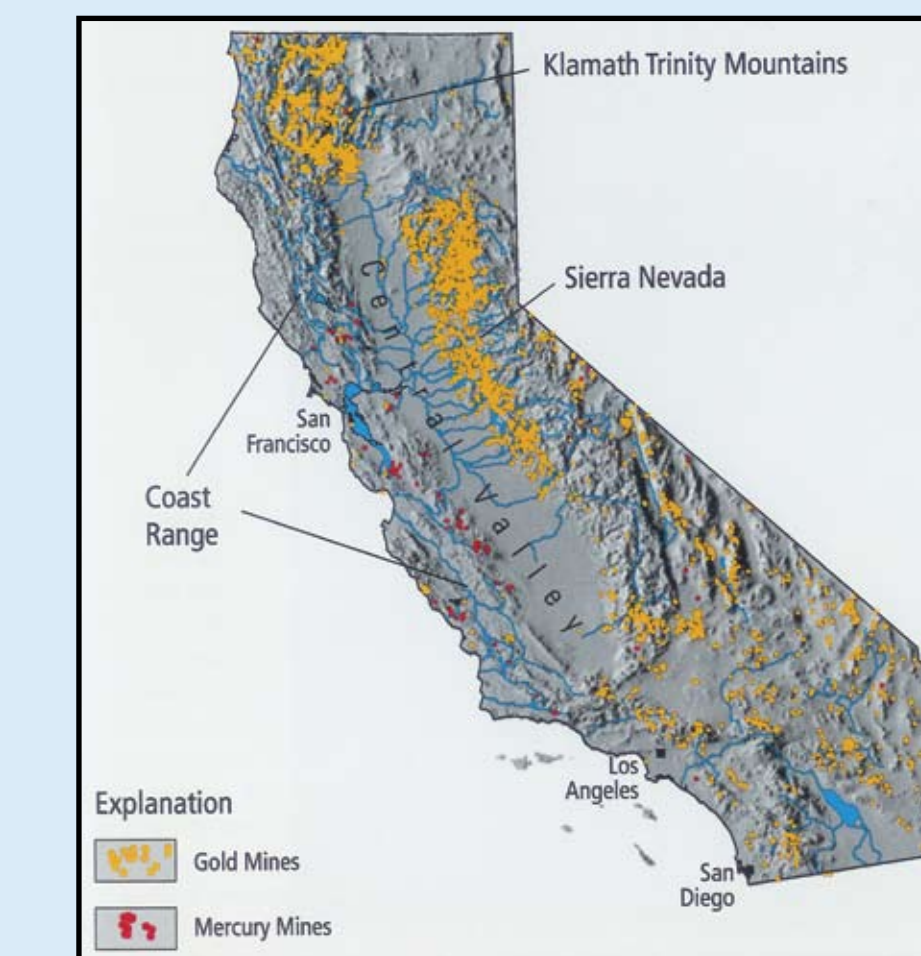 Klamath Trinity Mountains
Sierra Nevada
Central Valley
San
Francisco
Coast
Range
Los
Angeles
San
Diego
Explanation
Gold Mines
Mercury Mines